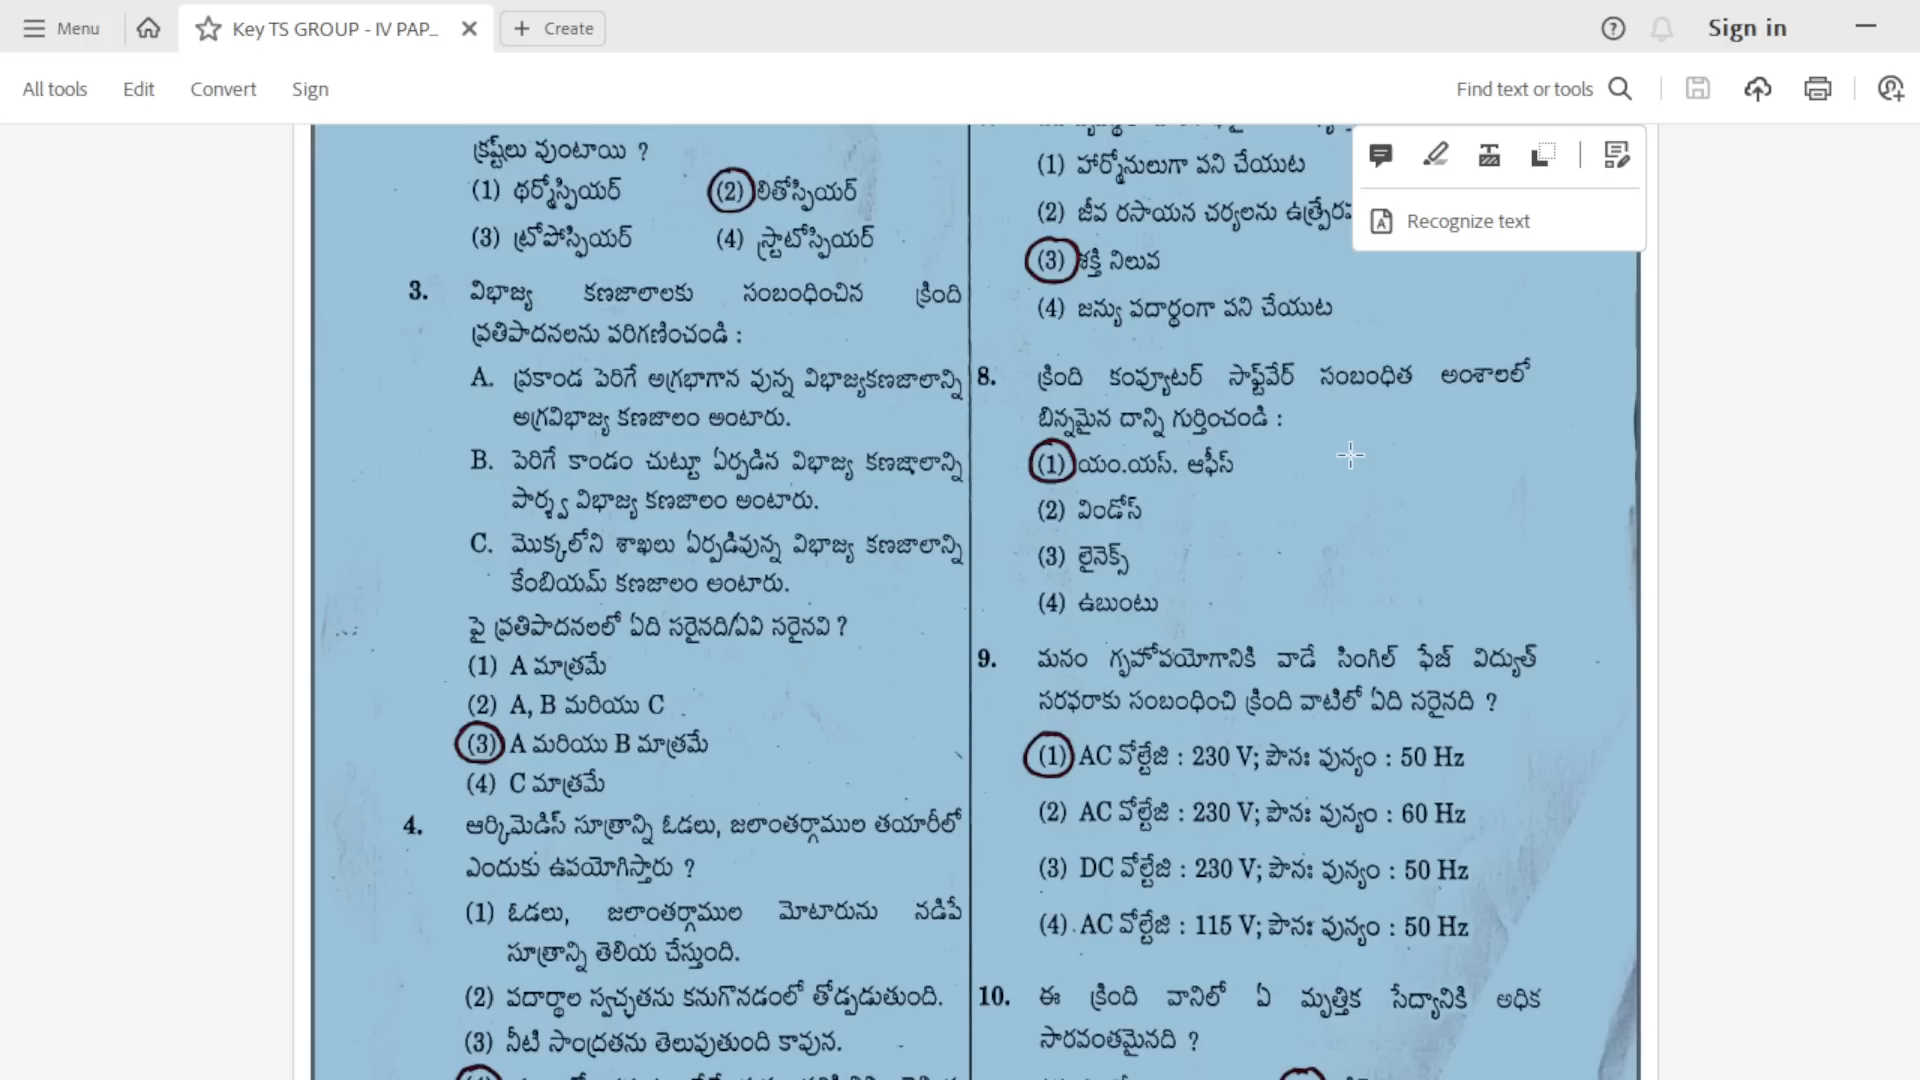 Menu
Key TS GROUP - IV PAP_
Create
Sign in
All tools
Edit
Convert
Sign
Find text or tools
Recognize text
క్రస్ట్‌లు వుంటాయి ?
(1) థర్మోస్ఫియర్ (2) లితోస్ఫియర్
(3) ట్రోపోస్ఫియర్ (4) స్ట్రాటోస్ఫియర్
3. విభాజ్య కణజాలాలకు సంబంధించిన క్రింది
ప్రతిపాదనలను పరిగణించండి :
A. ప్రకాండ పెరిగే అగ్రభాగాన వున్న విభాజ్యకణజాలాన్ని
అగ్రవిభాజ్య కణజాలం అంటారు.
B. పెరిగే కాండం చుట్టూ ఏర్పడిన విభాజ్య కణజాలాన్ని
పార్శ్వ విభాజ్య కణజాలం అంటారు.
C. మొక్కలోని శాఖలు ఏర్పడివున్న విభాజ్య కణజాలాన్ని
కేంబియమ్ కణజాలం అంటారు.
పై ప్రతిపాదనలలో ఏది సరైనది/ఏవి సరైనవి ?
(1) A మాత్రమే
(2) A, B మరియు C
(3) A మరియు B మాత్రమే
(4) C మాత్రమే
4. ఆర్కిమెడిస్ సూత్రాన్ని ఓడలు, జలాంతర్గాముల తయారీలో
ఎందుకు ఉపయోగిస్తారు ?
(1) ఓడలు, జలాంతర్గాముల మోటారును నడిపే
సూత్రాన్ని తెలియ చేస్తుంది.
(2) పదార్థాల స్వచ్ఛతను కనుగొనడంలో తోడ్పడుతుంది.
(3) నీటి సాంద్రతను తెలుపుతుంది కావున.
(1) హార్మోనులుగా పని చేయుట
(2) జీవ రసాయన చర్యలను
(3) శక్తి నిలువ
(4) జన్యు పదార్థంగా పని చేయుట
8. క్రింది కంప్యూటర్ సాఫ్ట్‌వేర్ సంబంధిత అంశాలలో
బిన్నమైన దాన్ని గుర్తించండి :
(1) యం.యస్. ఆఫీస్
(2) విండోస్
(3) లైనెక్స్
(4) ఉబుంటు
9. మనం గృహోపయోగానికి వాడే సింగిల్ ఫేజ్ విద్యుత్
సరఫరాకు సంబంధించి క్రింది వాటిలో ఏది సరైనది ?
(1) AC వోల్టేజి : 230 V; పౌనః పున్యం : 50 Hz
(2) AC వోల్టేజి : 230 V; పౌనః పున్యం : 60 Hz
(3) DC వోల్టేజి : 230 V; పౌనః పున్యం : 50 Hz
(4) AC వోల్టేజి : 115 V; పౌనః పున్యం : 50 Hz
10. ఈ క్రింది వానిలో ఏ మృత్తిక సేద్యానికి అధిక
సారవంతమైనది ?